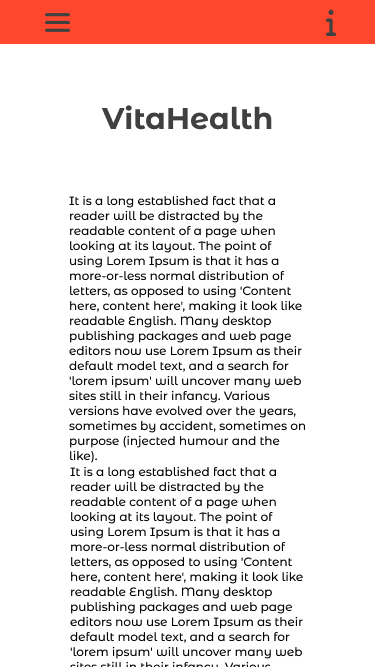 VitaHealth
It is a long established fact that a
reader will be distracted by the
readable content of a page when
looking at its layout. The point of
using Lorem Ipsum is that it has a
more-or-less normal distribution of
letters, as opposed to using 'Content
here, content here', making it look like
readable English. Many desktop
publishing packages and web page
editors now use Lorem Ipsum as their
default model text, and a search for
'lorem ipsum' will uncover many web
sites still in their infancy. Various
versions have evolved over the years,
sometimes by accident, sometimes on
purpose (injected humour and the
like).
It is a long established fact that a
reader will be distracted by the
readable content of a page when
looking at its layout. The point of
using Lorem Ipsum is that it has a
more-or-less normal distribution of
letters, as opposed to using 'Content
here, content here', making it look like
readable English. Many desktop
publishing packages and web page
editors now use Lorem Ipsum as their
default model text, and a search for
'lorem ipsum' will uncover many web
sites still in their infancy. Various